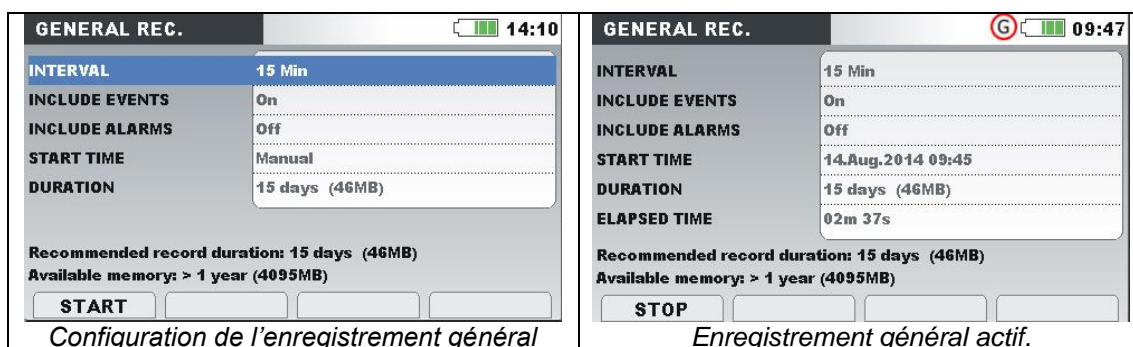 GENERAL REC. 14:10
INTERVAL 15 Min
INCLUDE EVENTS On
INCLUDE ALARMS Off
START TIME Manual
DURATION 15 days (46MB)
Recommended record duration: 15 days (46MB)
Available memory: > 1 year (4095MB)
START
Configuration de l'enregistrement général
GENERAL REC. G 09:47
INTERVAL 15 Min
INCLUDE EVENTS On
INCLUDE ALARMS Off
START TIME 14.Aug.2014 09:45
DURATION 15 days (46MB)
ELAPSED TIME 02m 37s
Recommended record duration: 15 days (46MB)
Available memory: > 1 year (4095MB)
STOP
Enregistrement général actif.